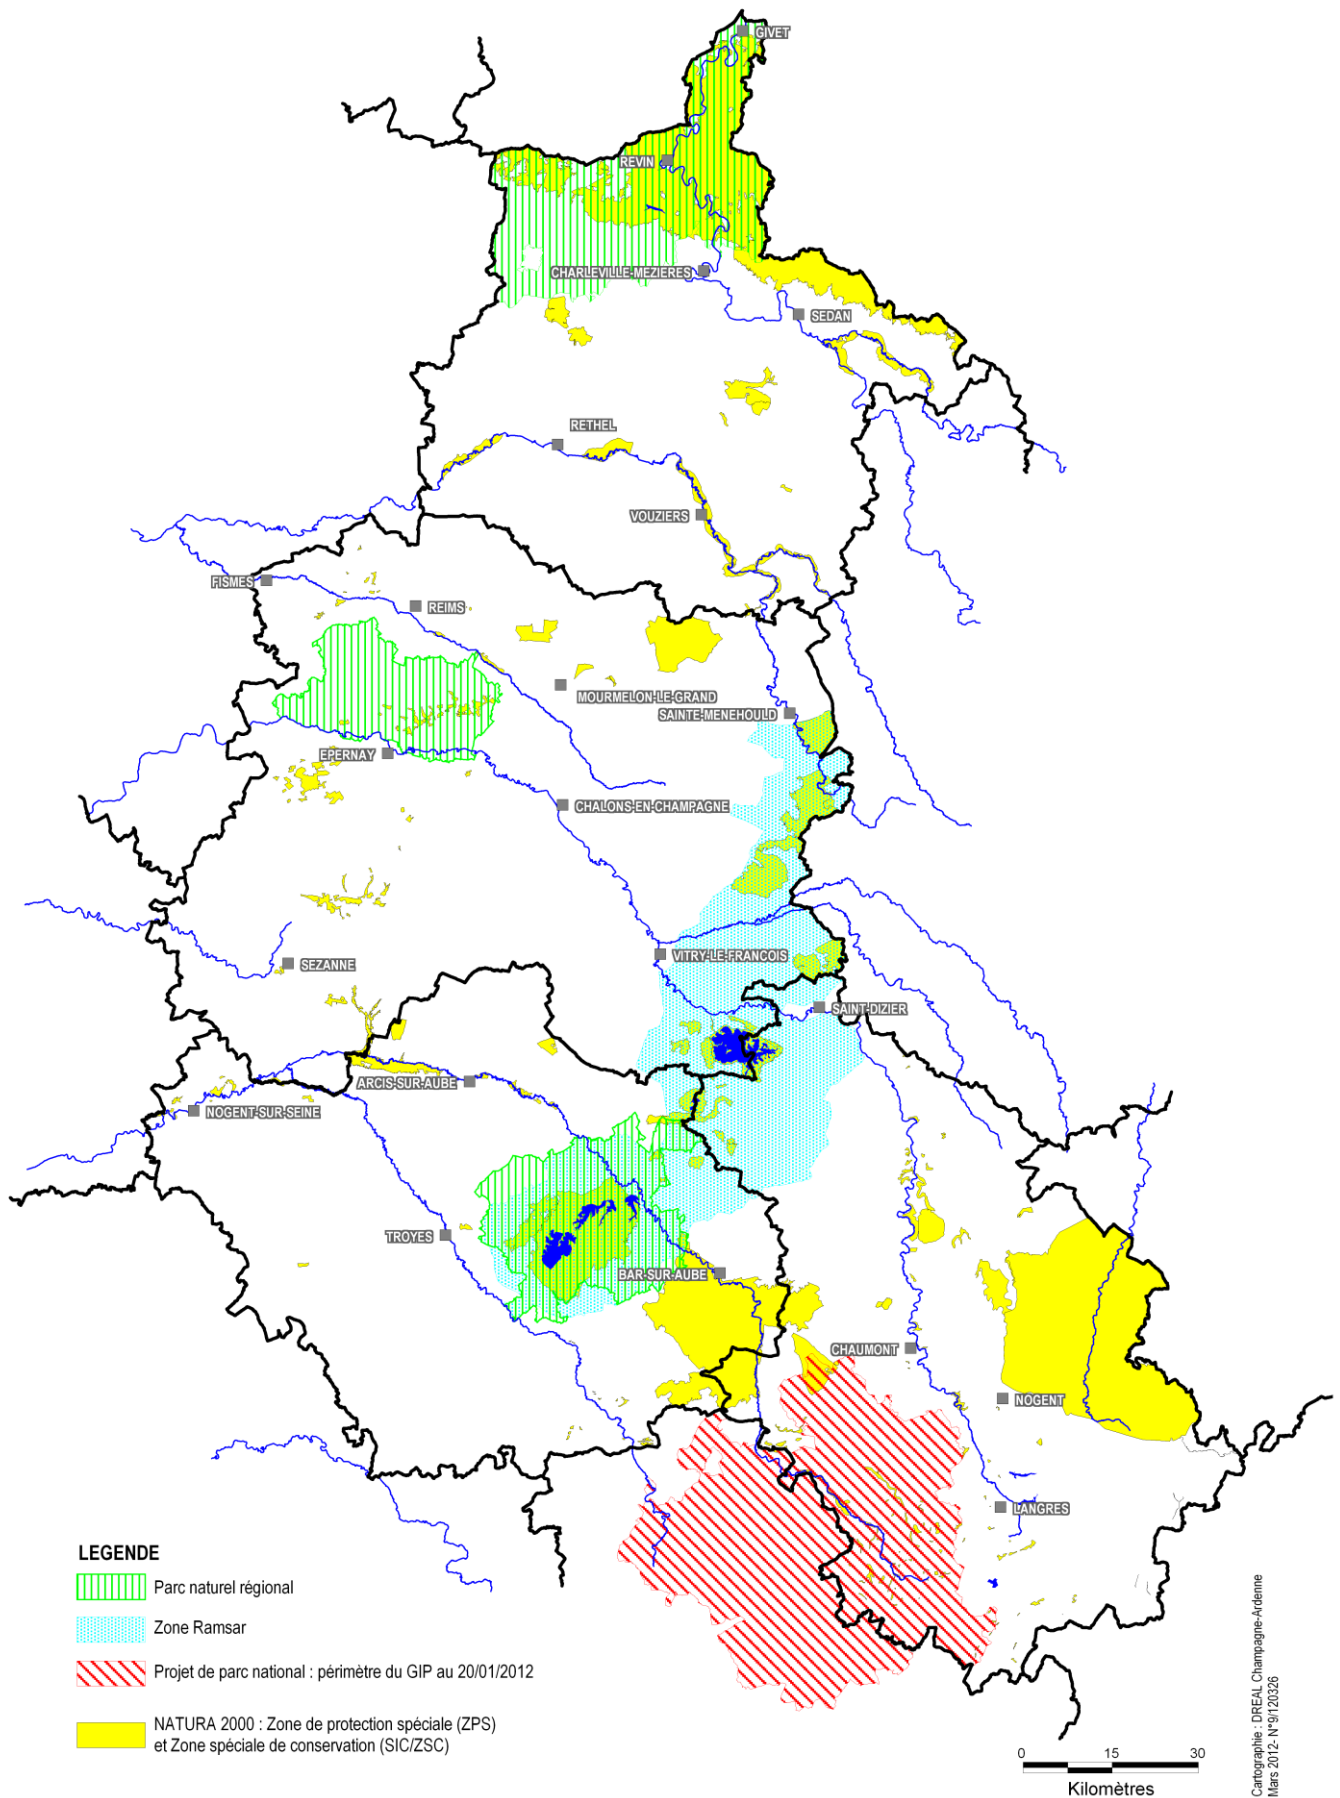 GIVET
REVIN
CHARLEVILLE-MEZIERES
SEDAN
RETHEL
VOUZIERS
FISMES
REIMS
MOURMELON-LE-GRAND
SAINTE-MENEHOULD
EPERNAY
CHALONS-EN-CHAMPAGNE
VITRY-LE-FRANCOIS
SEZANNE
SAINT-DIZIER
ARCIS-SUR-AUBE
NOGENT-SUR-SEINE
TROYES
BAR-SUR-AUBE
CHAUMONT
NOGENT
LANGRES
LEGENDE
Parc naturel régional
Zone Ramsar
Projet de parc national : périmètre du GIP au 20/01/2012
NATURA 2000 : Zone de protection spéciale (ZPS)
et Zone spéciale de conservation (SIC/ZSC)
0 15 30
Kilomètres
Cartographie : DREAL Champagne-Ardenne
Mars 2012- N°9/120326